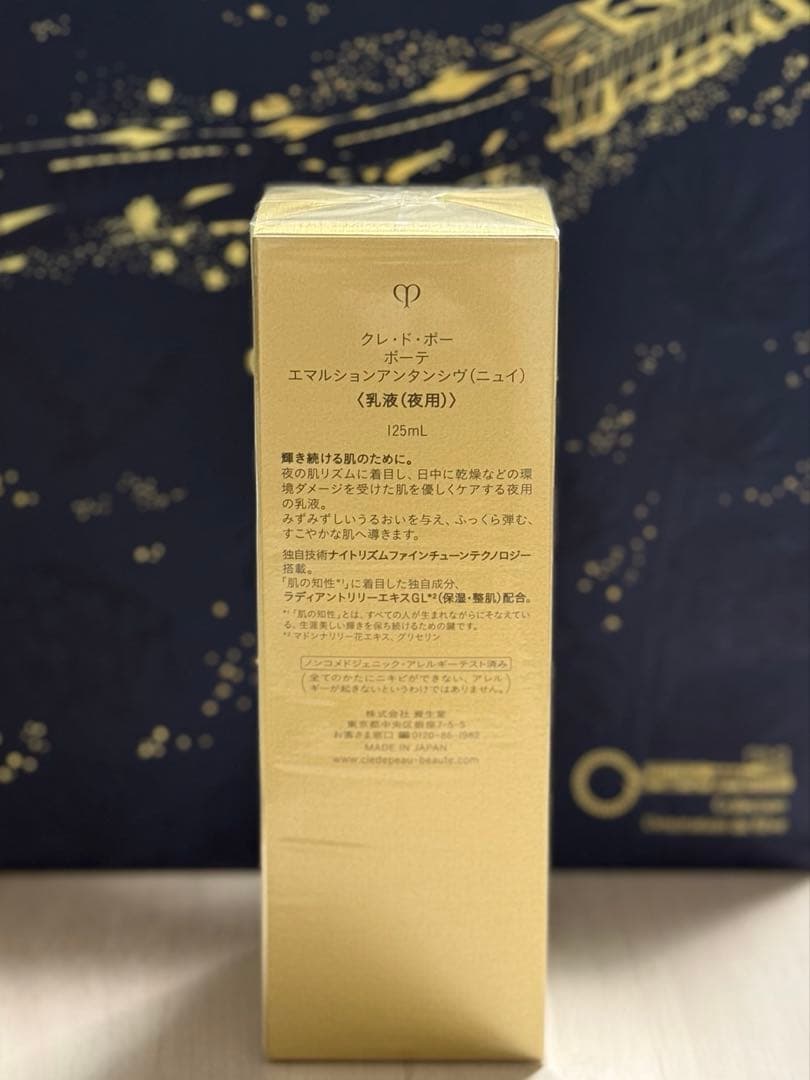 クレ・ド・ポー
ボーテ
エマルションアンタンシヴ(ニュイ)
〈乳液(夜用)〉
125mL
輝き続ける肌のために。
夜の肌リズムに着目し、日中に乾燥などの環
境ダメージを受けた肌を優しくケアする夜用
の乳液。
みずみずしいうるおいを与え、ふっくら弾む、
すこやかな肌へ導きます。
独自技術ナイトリズムファインチューンテクノロジー
搭載。
「肌の知性*¹」に着目した独自成分、
ラディアントリリーエキスGL*²(保湿・整肌)配合。
*¹「肌の知性」とは、すべての人が生まれながらにそなえてい
る、生涯美しい輝きを保ち続けるための鍵です。
*² マドンナリリー花エキス、グリセリン
ノンコメドジェニック・アレルギーテスト済み
(全てのかたにニキビができない、アレル
ギーが起きないというわけではありません。)
株式会社 資生堂
東京都中央区銀座7-5-5
お客さま窓口 0120-86-1982
MADE IN JAPAN
www.cledepeau-beaute.com